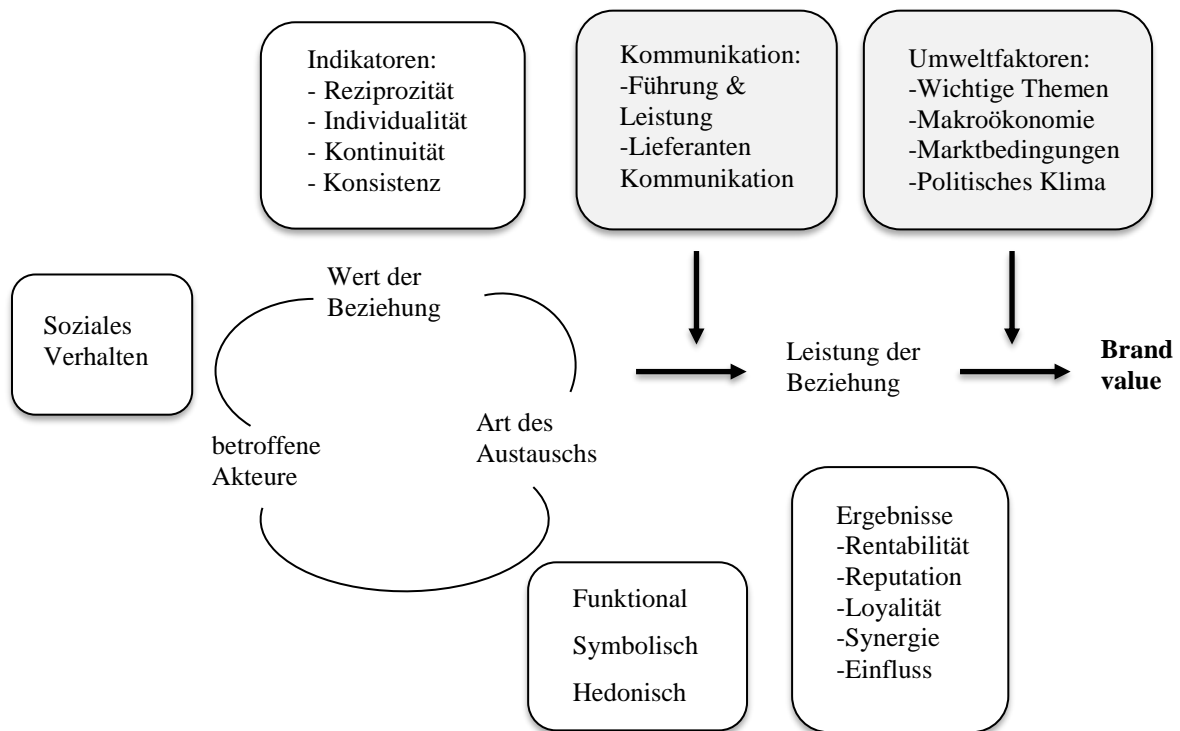 Indikatoren:
- Reziprozität
- Individualität
- Kontinuität
- Konsistenz
Kommunikation:
-Führung &
Leistung
-Lieferanten
Kommunikation
Umweltfaktoren:
-Wichtige Themen
-Makroökonomie
-Marktbedingungen
-Politisches Klima
Soziales
Verhalten
Wert der
Beziehung
betroffene
Akteure
Art des
Austauschs
Leistung der
Beziehung
Brand
value
Funktional
Symbolisch
Hedonisch
Ergebnisse
-Rentabilität
-Reputation
-Loyalität
-Synergie
-Einfluss